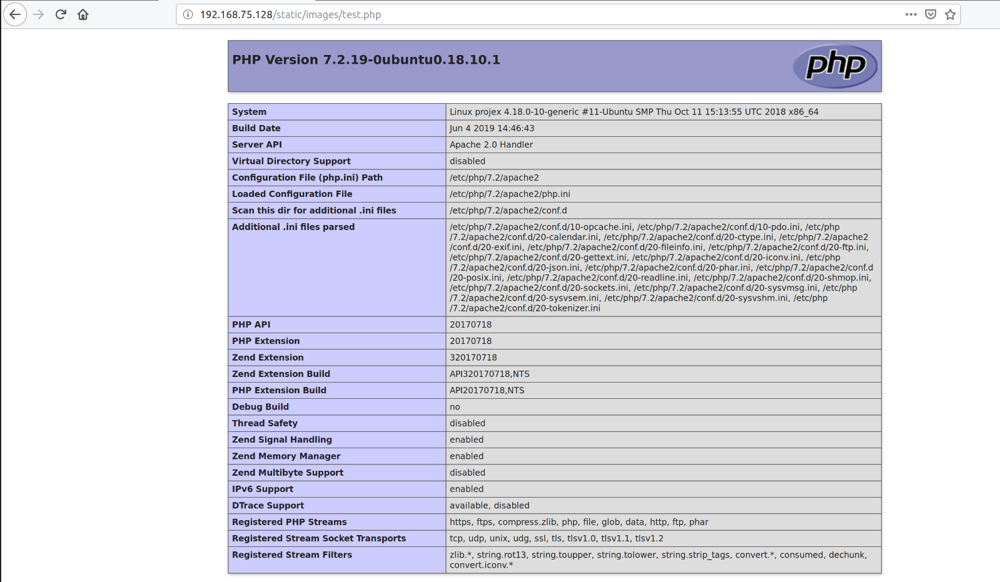 192.168.75.128/static/images/test.php
PHP Version 7.2.19-0ubuntu0.18.10.1
php
System Linux projex 4.18.0-10-generic #11-Ubuntu SMP Thu Oct 11 15:13:55 UTC 2018 x86_64
Build Date Jun 4 2019 14:46:43
Server API Apache 2.0 Handler
Virtual Directory Support disabled
Configuration File (php.ini) Path /etc/php/7.2/apache2
Loaded Configuration File /etc/php/7.2/apache2/php.ini
Scan this dir for additional .ini files /etc/php/7.2/apache2/conf.d
Additional .ini files parsed /etc/php/7.2/apache2/conf.d/10-opcache.ini, /etc/php/7.2/apache2/conf.d/10-pdo.ini, /etc/php
/7.2/apache2/conf.d/20-calendar.ini, /etc/php/7.2/apache2/conf.d/20-ctype.ini, /etc/php/7.2/apache2
/conf.d/20-exif.ini, /etc/php/7.2/apache2/conf.d/20-fileinfo.ini, /etc/php/7.2/apache2/conf.d/20-ftp.ini,
/etc/php/7.2/apache2/conf.d/20-gettext.ini, /etc/php/7.2/apache2/conf.d/20-iconv.ini, /etc/php
/7.2/apache2/conf.d/20-json.ini, /etc/php/7.2/apache2/conf.d/20-phar.ini, /etc/php/7.2/apache2/conf.d
/20-posix.ini, /etc/php/7.2/apache2/conf.d/20-readline.ini, /etc/php/7.2/apache2/conf.d/20-shmop.ini,
/etc/php/7.2/apache2/conf.d/20-sockets.ini, /etc/php/7.2/apache2/conf.d/20-sysvmsg.ini, /etc/php
/7.2/apache2/conf.d/20-sysvsem.ini, /etc/php/7.2/apache2/conf.d/20-sysvshm.ini, /etc/php
/7.2/apache2/conf.d/20-tokenizer.ini
PHP API 20170718
PHP Extension 20170718
Zend Extension 320170718
Zend Extension Build API320170718,NTS
PHP Extension Build API20170718,NTS
Debug Build no
Thread Safety disabled
Zend Signal Handling enabled
Zend Memory Manager enabled
Zend Multibyte Support disabled
IPv6 Support enabled
DTrace Support available, disabled
Registered PHP Streams https, ftps, compress.zlib, php, file, glob, data, http, ftp, phar
Registered Stream Socket Transports tcp, udp, unix, udg, ssl, tls, tlsv1.0, tlsv1.1, tlsv1.2
Registered Stream Filters zlib.*, string.rot13, string.toupper, string.tolower, string.strip_tags, convert.*, consumed, dechunk,
convert.iconv.*